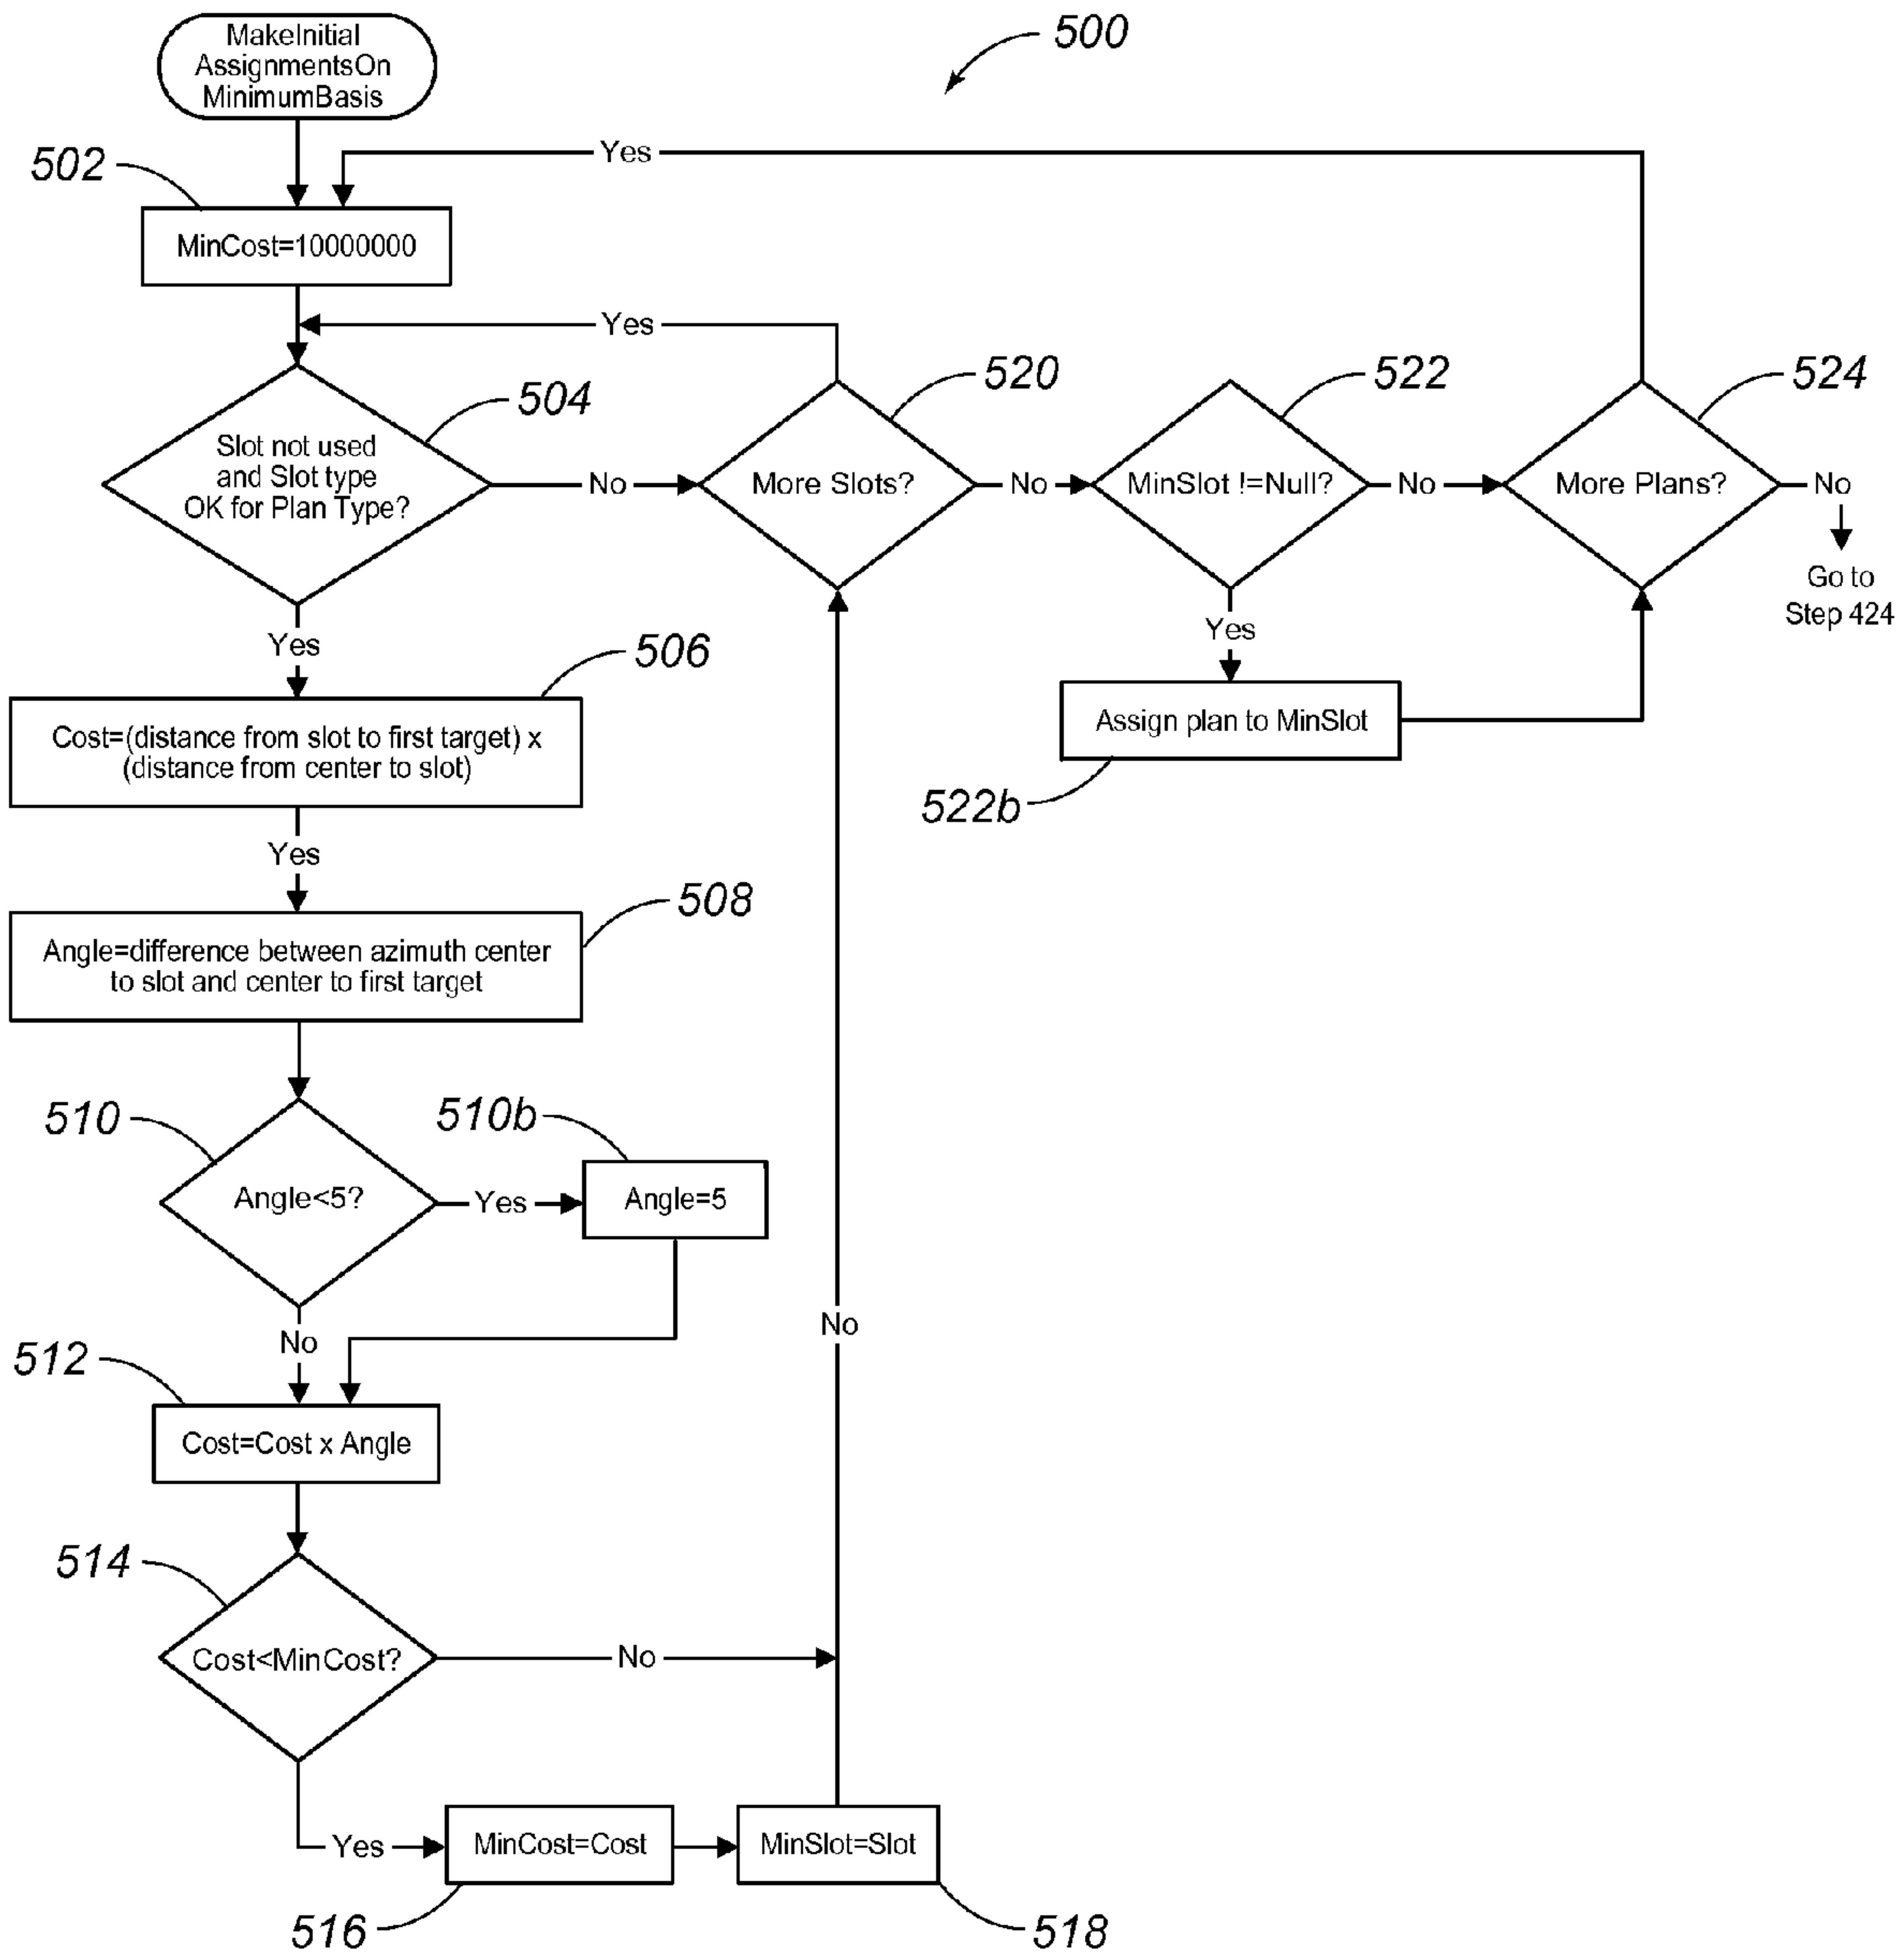 MakeInitial
AssignmentsOn
MinimumBasis
500
502
Yes
MinCost=10000000
Yes
504
520
522
524
Slot not used
and Slot type
OK for Plan Type?
No
More Slots?
No
MinSlot !=Null?
No
More Plans?
No
Go to
Step 424
Yes
Yes
506
Assign plan to MinSlot
522b
Cost=(distance from slot to first target) x
(distance from center to slot)
Yes
508
Angle=difference between azimuth center
to slot and center to first target
510
510b
Angle<5?
Yes
Angle=5
No
No
512
Cost=Cost x Angle
514
Cost<MinCost?
No
Yes
MinCost=Cost
MinSlot=Slot
516
518